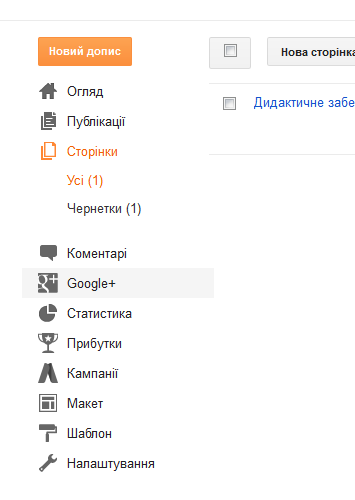 Новий допис
Нова сторінка
Огляд
Дидактичне забе
Публікації
Сторінки
Усі (1)
Чернетки (1)
Коментарі
Google+
Статистика
Прибутки
Кампанії
Макет
Шаблон
Налаштування